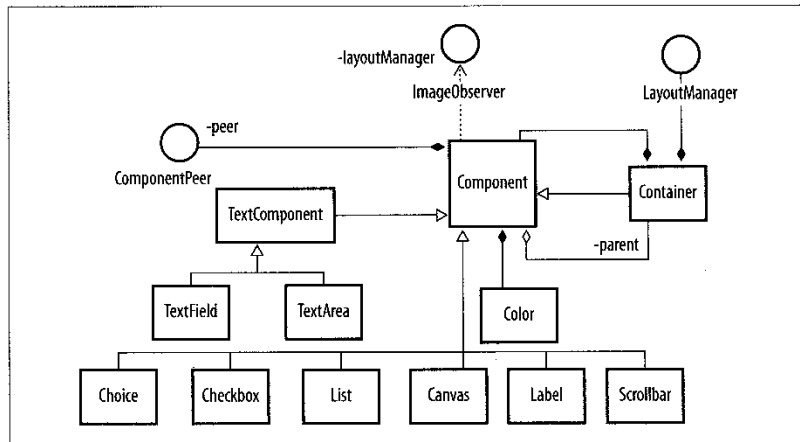 -layoutManager
ImageObserver
LayoutManager
-peer
ComponentPeer
Component
Container
TextComponent
-parent
TextField
TextArea
Color
Choice
Checkbox
List
Canvas
Label
Scrollbar